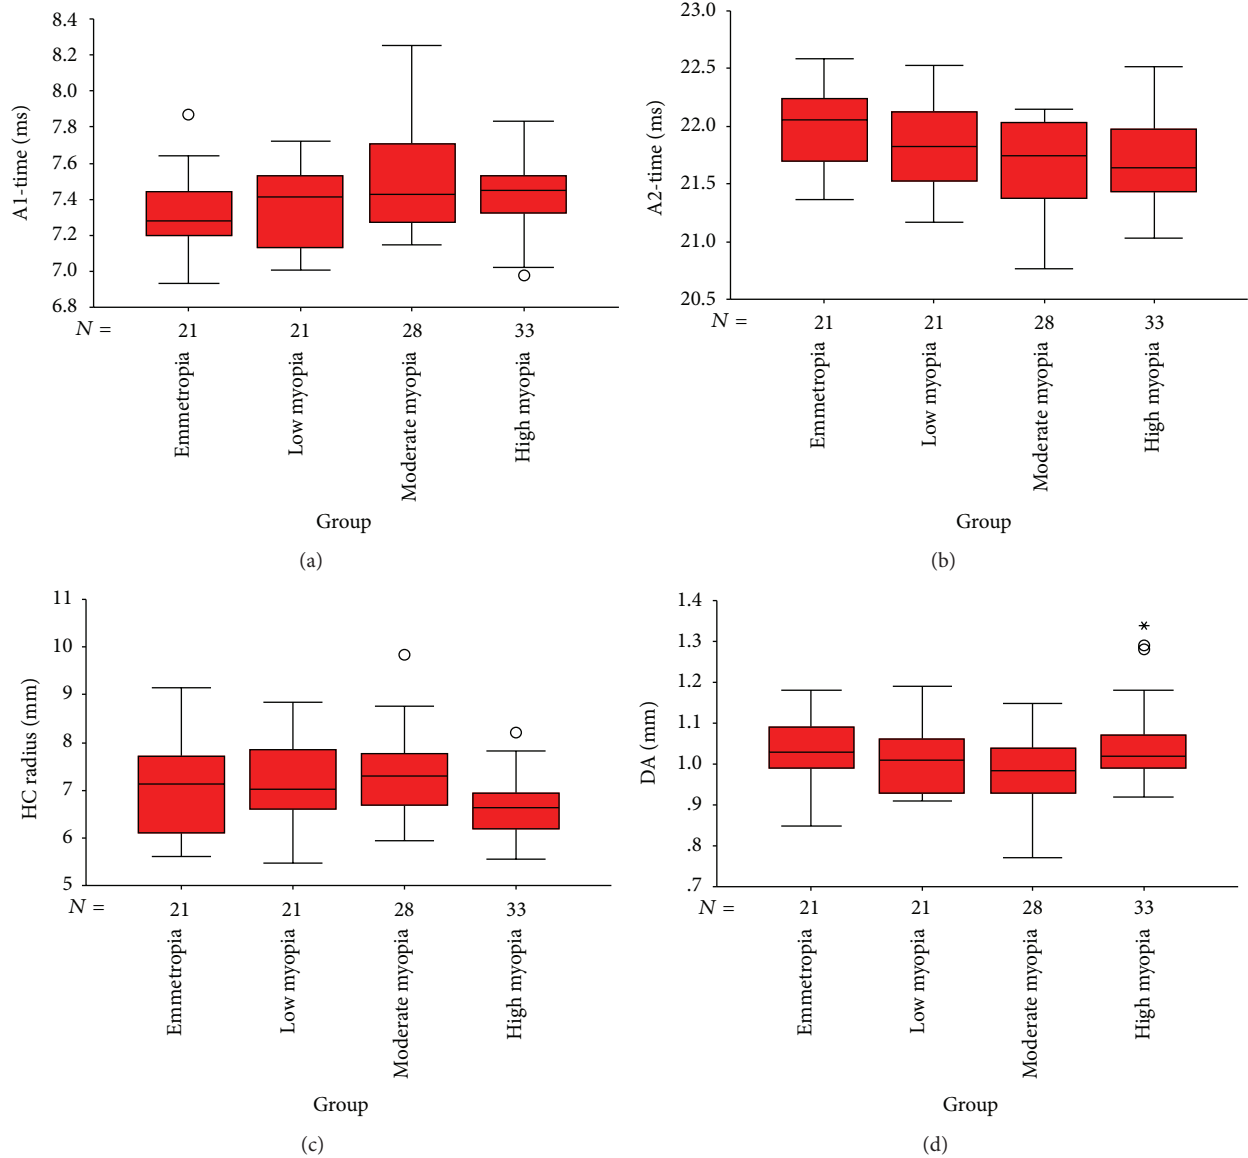 8.4
8.2
8.0
7.8
7.6
7.4
7.2
7.0
6.8
A1-time (ms)
N =
21
21
28
33
Emmetropia
Low myopia
Moderate myopia
High myopia
Group
(a)
23.0
22.5
22.0
21.5
21.0
20.5
A2-time (ms)
N =
21
21
28
33
Emmetropia
Low myopia
Moderate myopia
High myopia
Group
(b)
11
10
9
8
7
6
5
HC radius (mm)
N =
21
21
28
33
Emmetropia
Low myopia
Moderate myopia
High myopia
Group
(c)
1.4
1.3
1.2
1.1
1.0
.9
.8
.7
DA (mm)
N =
21
21
28
33
Emmetropia
Low myopia
Moderate myopia
High myopia
Group
(d)